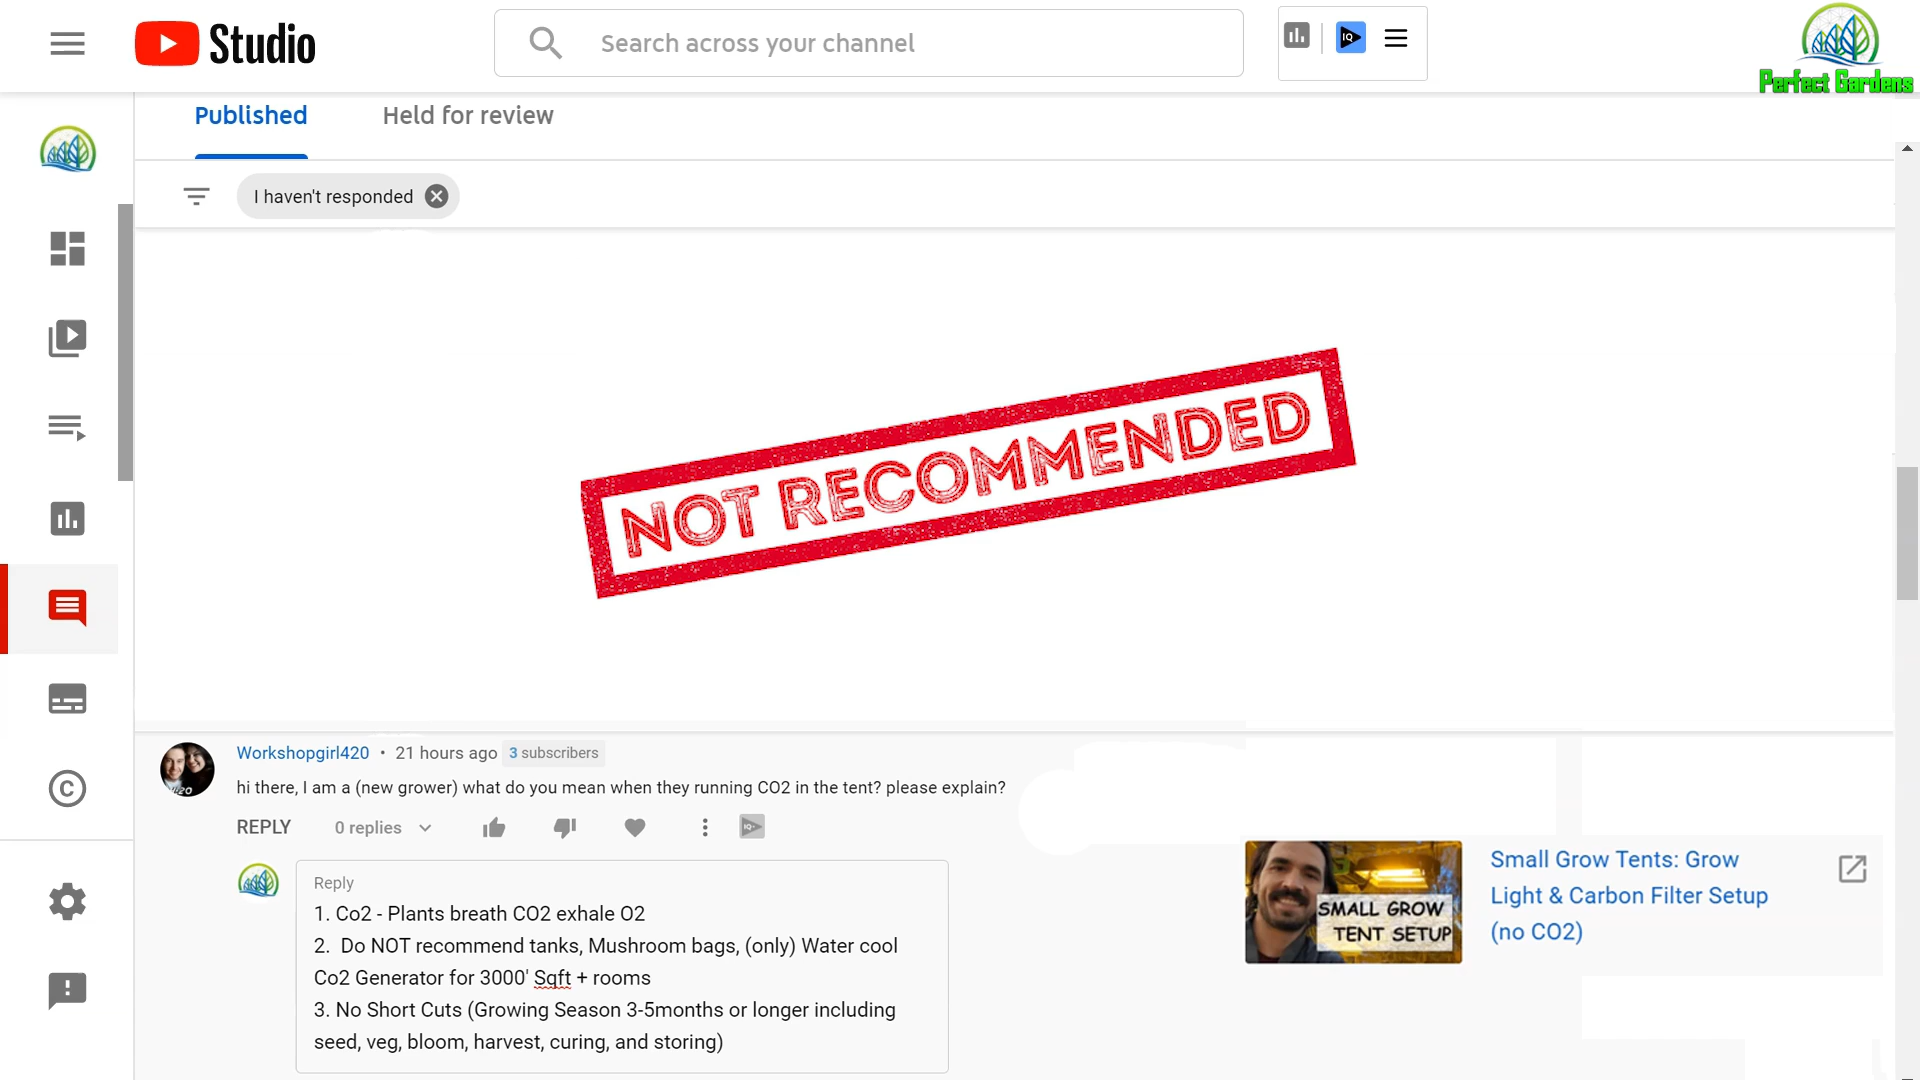 Studio
Search across your channel
IQ
Perfect Gardens
Published
Held for review
I haven't responded
NOT RECOMMENDED
Workshopgirl420 • 21 hours ago 3 subscribers
hi there, I am a (new grower) what do you mean when they running CO2 in the tent? please explain?
REPLY 0 replies
Reply
1. Co2 - Plants breath CO2 exhale O2
2. Do NOT recommend tanks, Mushroom bags, (only) Water cool
Co2 Generator for 3000' Sqft + rooms
3. No Short Cuts (Growing Season 3-5months or longer including
seed, veg, bloom, harvest, curing, and storing)
SMALL GROW
TENT SETUP
Small Grow Tents: Grow
Light & Carbon Filter Setup
(no CO2)